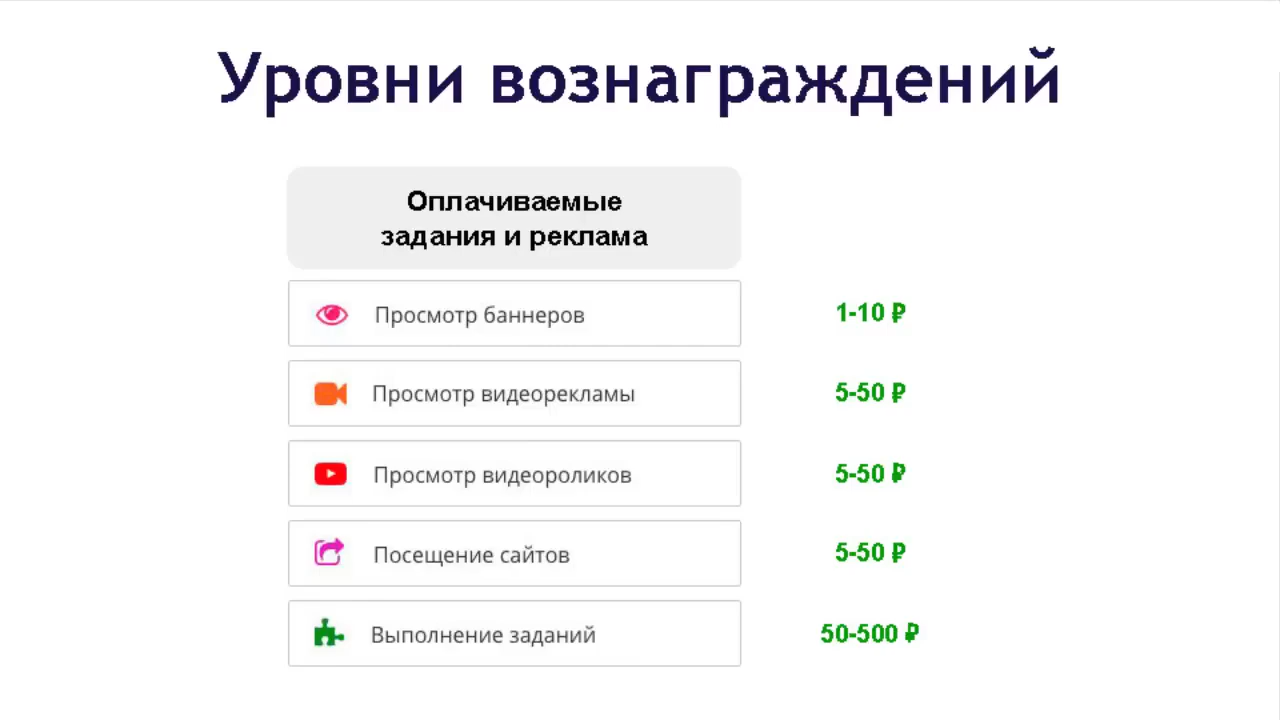 Уровни вознаграждений
Оплачиваемые
задания и реклама
Просмотр баннеров 1-10 ₽
Просмотр видеорекламы 5-50 ₽
Просмотр видеороликов 5-50 ₽
Посещение сайтов 5-50 ₽
Выполнение заданий 50-500 ₽